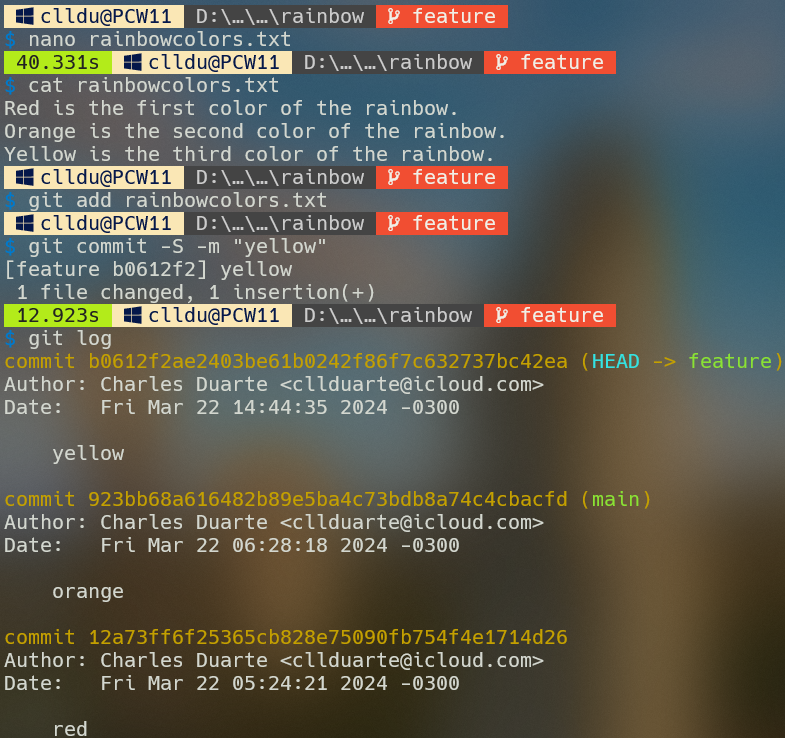 clldu@PCW11 D:\…\…\rainbow feature
$ nano rainbowcolors.txt
40.331s clldu@PCW11 D:\…\…\rainbow feature
$ cat rainbowcolors.txt
Red is the first color of the rainbow.
Orange is the second color of the rainbow.
Yellow is the third color of the rainbow.
clldu@PCW11 D:\…\…\rainbow feature
$ git add rainbowcolors.txt
clldu@PCW11 D:\…\…\rainbow feature
$ git commit -S -m "yellow"
[feature b0612f2] yellow
1 file changed, 1 insertion(+)
12.923s clldu@PCW11 D:\…\…\rainbow feature
$ git log
commit b0612f2ae2403be61b0242f86f7c632737bc42ea (HEAD -> feature)
Author: Charles Duarte <cllduarte@icloud.com>
Date:   Fri Mar 22 14:44:35 2024 -0300
yellow
commit 923bb68a616482b89e5ba4c73bdb8a74c4cbacfd (main)
Author: Charles Duarte <cllduarte@icloud.com>
Date:   Fri Mar 22 06:28:18 2024 -0300
orange
commit 12a73ff6f25365cb828e75090fb754f4e1714d26
Author: Charles Duarte <cllduarte@icloud.com>
Date:   Fri Mar 22 05:24:21 2024 -0300
red